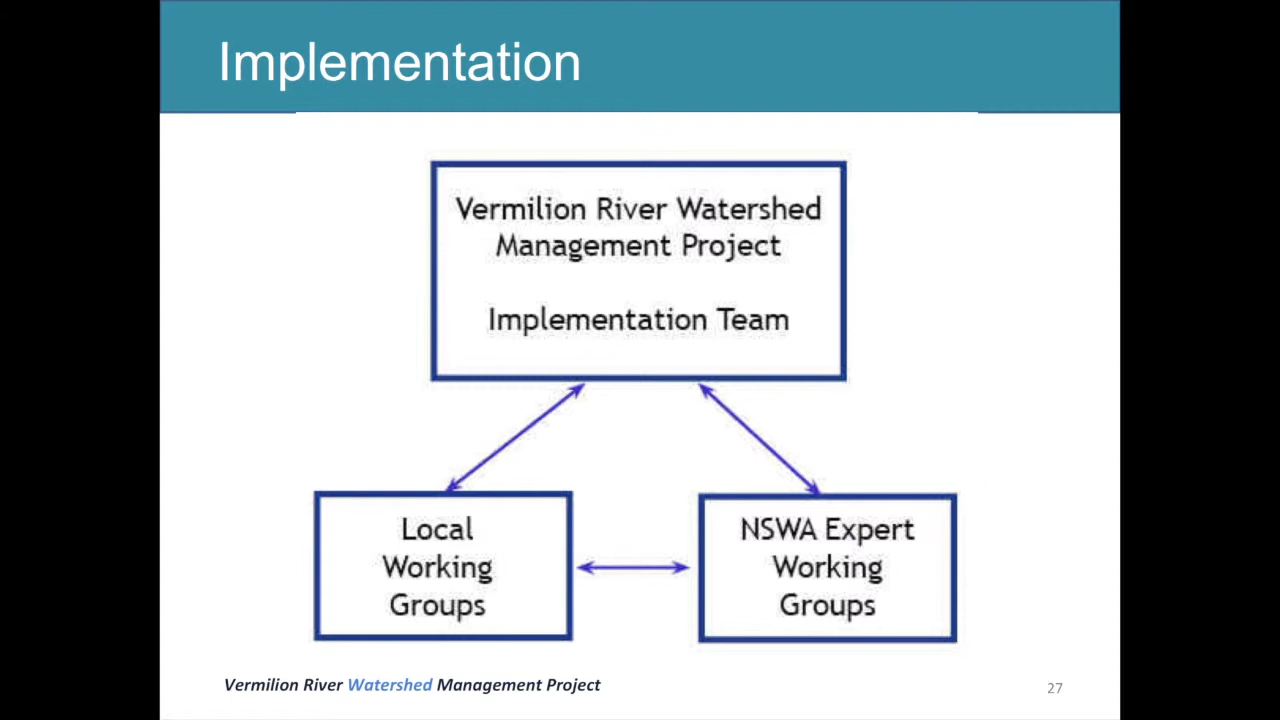 Implementation
Vermilion River Watershed
Management Project
Implementation Team
Local
Working
Groups
NSWA Expert
Working
Groups
Vermilion River Watershed Management Project
27